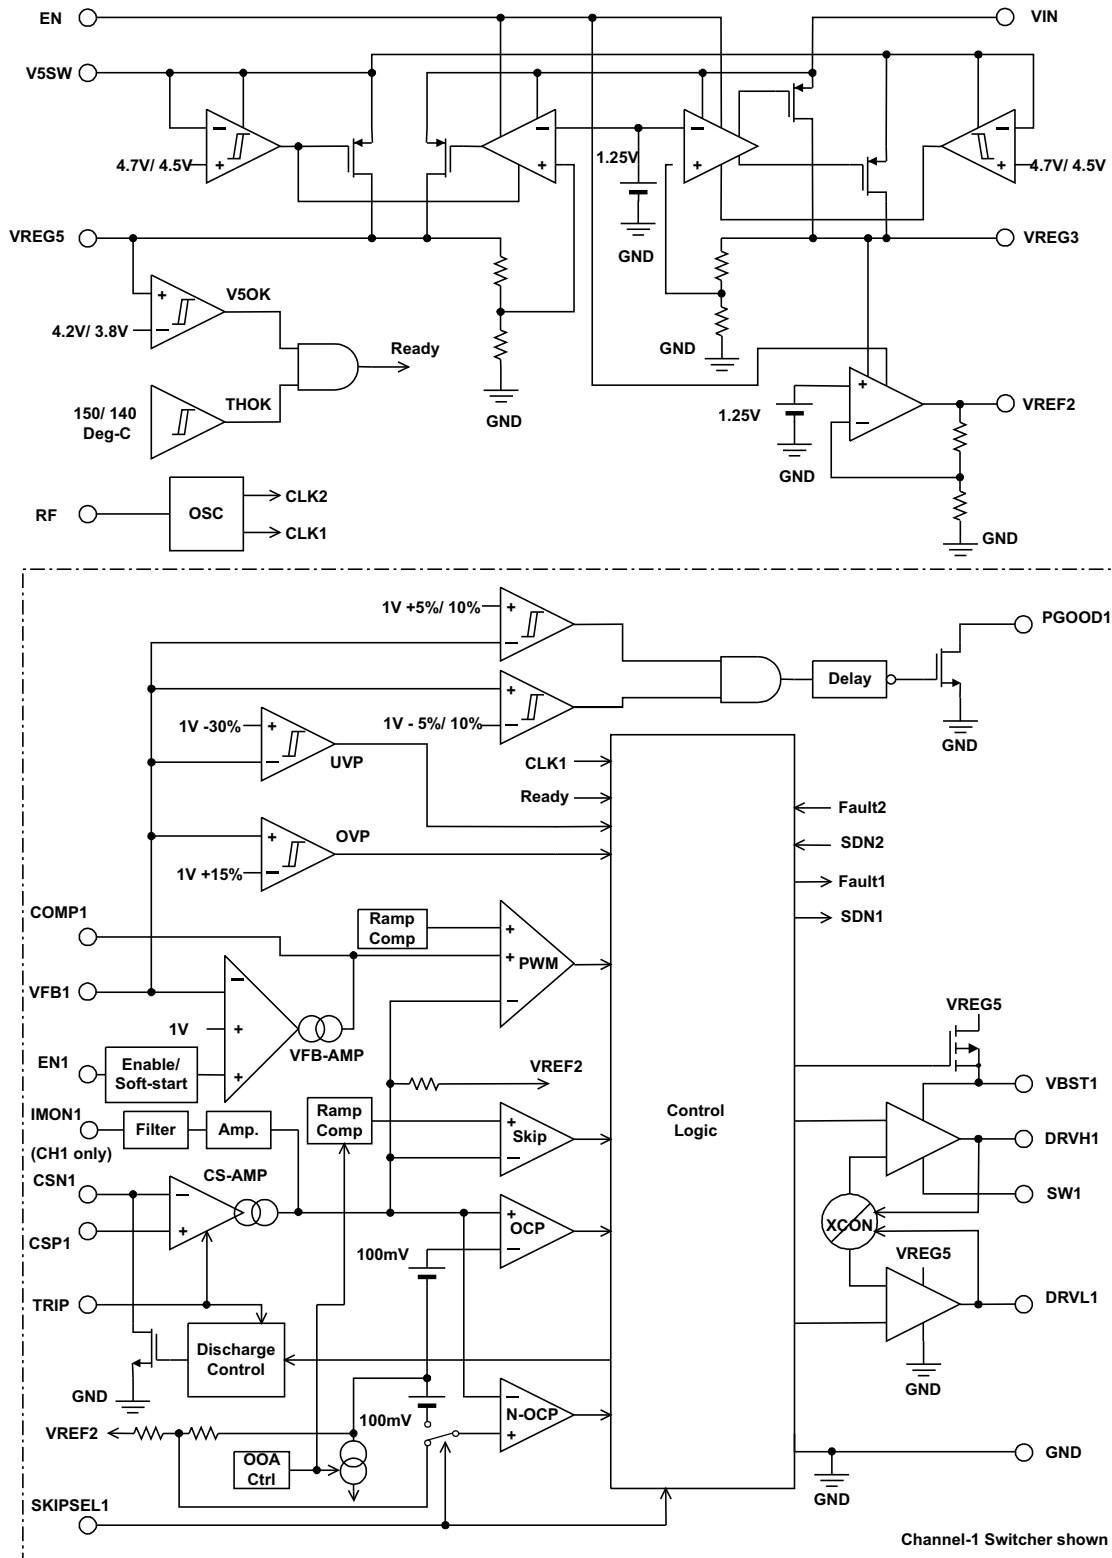 EN
VIN
V5SW
4.7V/ 4.5V
1.25V
4.7V/ 4.5V
GND
VREG5
VREG3
V5OK
4.2V/ 3.8V
Ready
GND
GND
THOK
150/ 140
Deg-C
1.25V
VREF2
GND
RF
OSC
CLK2
CLK1
GND
1V +5%/ 10%
PGOOD1
Delay
1V -30%
1V - 5%/ 10%
GND
UVP
CLK1
Ready
Fault2
OVP
SDN2
1V +15%
Fault1
SDN1
COMP1
Ramp
Comp
PWM
VFB1
1V
VFB-AMP
VREG5
EN1
Enable/
Soft-start
VREF2
VBST1
IMON1
(CH1 only)
Filter
Amp.
Ramp
Comp
Skip
Control
Logic
DRVH1
CS-AMP
CSN1
SW1
CSP1
OCP
XCON
100mV
VREG5
TRIP
DRVL1
Discharge
Control
GND
GND
100mV
N-OCP
VREF2
OOA
Ctrl
GND
GND
SKIPSEL1
Channel-1 Switcher shown